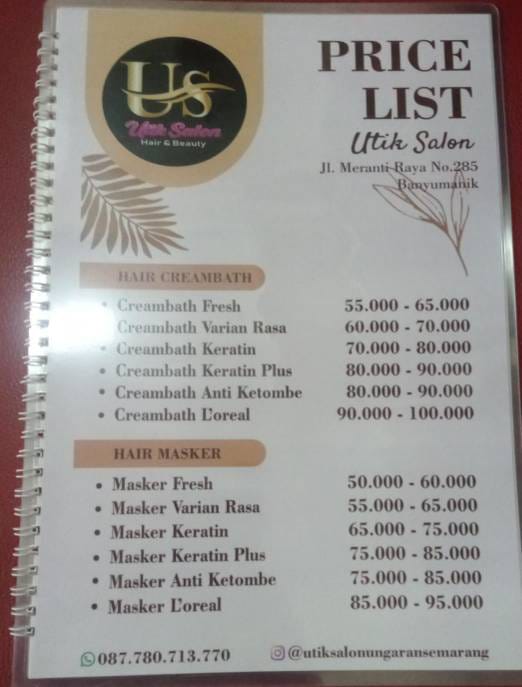 US
Utik Salon
Hair & Beauty
PRICE
LIST
Utik Salon
Jl. Meranti Raya No.285
Banyumanik
HAIR CREAMBATH
• Creambath Fresh 55.000 - 65.000
Creambath Varian Rasa 60.000 - 70.000
• Creambath Keratin 70.000 - 80.000
• Creambath Keratin Plus 80.000 - 90.000
• Creambath Anti Ketombe 80.000 - 90.000
• Creambath L'oreal 90.000 - 100.000
HAIR MASKER
• Masker Fresh 50.000 - 60.000
• Masker Varian Rasa 55.000 - 65.000
• Masker Keratin 65.000 - 75.000
• Masker Keratin Plus 75.000 - 85.000
• Masker Anti Ketombe 75.000 - 85.000
• Masker L'oreal 85.000 - 95.000
087.780.713.770 @utiksalonungaransemarang